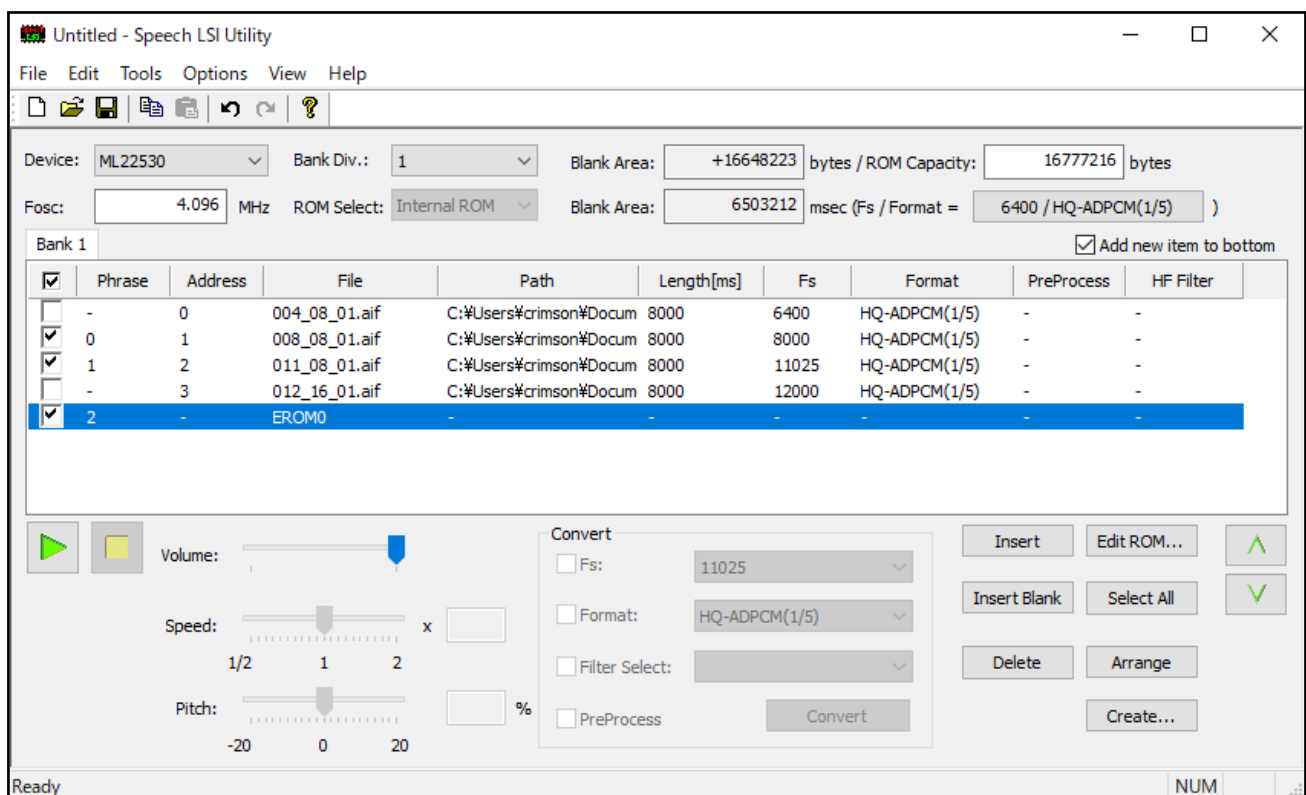 Untitled - Speech LSI Utility
File Edit Tools Options View Help
Device: ML22530 Bank Div.: 1 Blank Area: +16648223 bytes / ROM Capacity: 16777216 bytes
Fosc: 4.096 MHz ROM Select: Internal ROM Blank Area: 6503212 msec (Fs / Format = 6400 / HQ-ADPCM(1/5) )
Bank 1 Add new item to bottom
Phrase Address File Path Length[ms] Fs Format PreProcess HF Filter
- 0 004_08_01.aif C:¥Users¥crimson¥Docum 8000 6400 HQ-ADPCM(1/5) - -
0 1 008_08_01.aif C:¥Users¥crimson¥Docum 8000 8000 HQ-ADPCM(1/5) - -
1 2 011_08_01.aif C:¥Users¥crimson¥Docum 8000 11025 HQ-ADPCM(1/5) - -
- 3 012_16_01.aif C:¥Users¥crimson¥Docum 8000 12000 HQ-ADPCM(1/5) - -
2 - EROM0 - - - - - -
Convert
Volume: Fs: 11025 Insert Edit ROM...
Speed: x Format: HQ-ADPCM(1/5) Insert Blank Select All
1/2 1 2 Filter Select: Delete Arrange
Pitch: % PreProcess Convert Create...
-20 0 20
Ready NUM